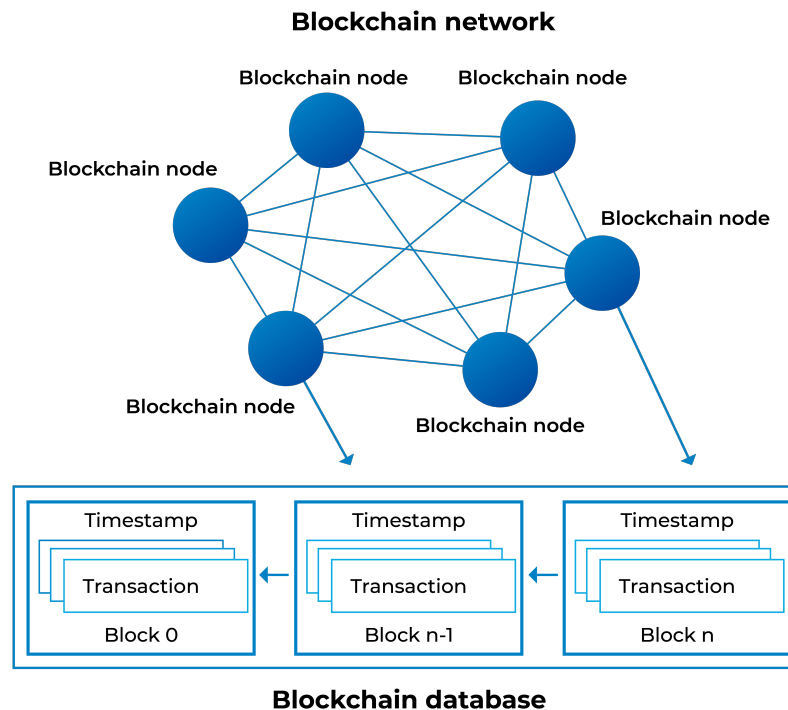 Blockchain network
Blockchain node
Blockchain node
Blockchain node
Blockchain node
Blockchain node
Blockchain node
Timestamp
Transaction
Block 0
Timestamp
Transaction
Block n-1
Timestamp
Transaction
Block n
Blockchain database